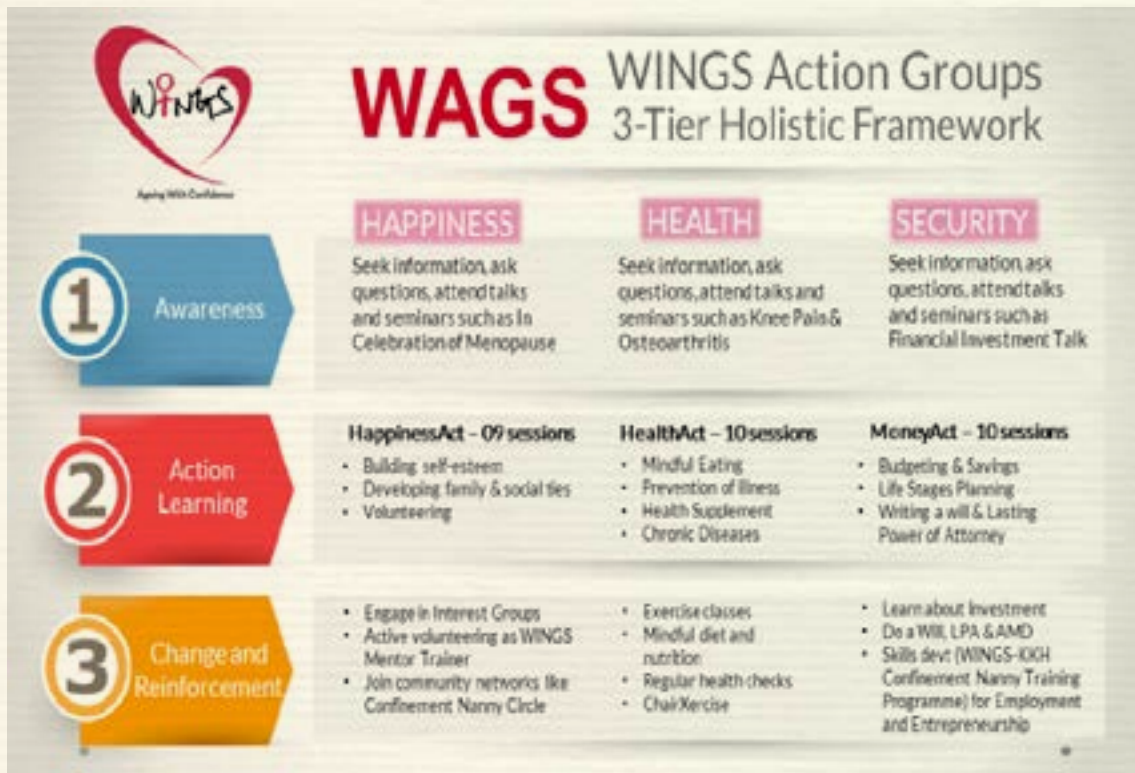 WINGS
Ageing With Confidence
WAGS
WINGS Action Groups
3-Tier Holistic Framework
HAPPINESS
HEALTH
SECURITY
1
Awareness
Seek information, ask
questions, attend talks
and seminars such as In
Celebration of Menopause
Seek information, ask
questions, attend talks and
seminars such as Knee Pain &
Osteoarthritis
Seek information, ask
questions, attend talks
and seminars such as
Financial Investment Talk
2
Action
Learning
HappinessAct – 09 sessions
• Building self-esteem
• Developing family & social ties
• Volunteering
HealthAct – 10 sessions
• Mindful Eating
• Prevention of Illness
• Health Supplement
• Chronic Diseases
MoneyAct – 10 sessions
• Budgeting & Savings
• Life Stages Planning
• Writing a will & Lasting
Power of Attorney
3
Change and
Reinforcement
• Engage in Interest Groups
• Active volunteering as WINGS
Mentor Trainer
• Join community networks like
Confinement Nanny Circle
• Exercise classes
• Mindful diet and
nutrition
• Regular health checks
• ChairXercise
• Learn about Investment
• Do a Will, LPA & AMD
• Skills devt (WINGS-KKH
Confinement Nanny Training
Programme) for Employment
and Entrepreneurship